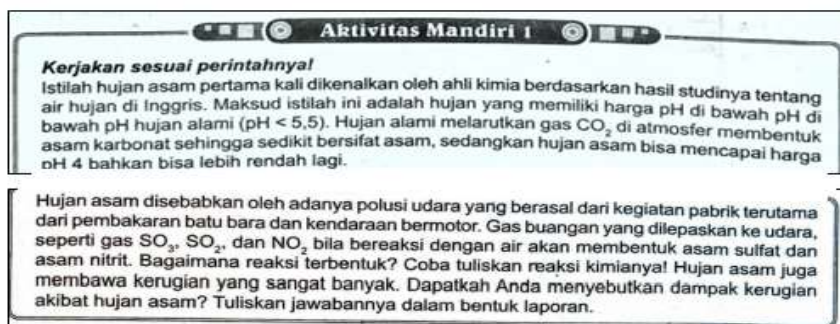 Aktivitas Mandiri 1
Kerjakan sesuai perintahnya!
Istilah hujan asam pertama kali dikenalkan oleh ahli kimia berdasarkan hasil studinya tentang
air hujan di Inggris. Maksud istilah ini adalah hujan yang memiliki harga pH di bawah pH di
bawah pH hujan alami (pH < 5,5). Hujan alami melarutkan gas CO₂ di atmosfer membentuk
asam karbonat sehingga sedikit bersifat asam, sedangkan hujan asam bisa mencapai harga
pH 4 bahkan bisa lebih rendah lagi.
Hujan asam disebabkan oleh adanya polusi udara yang berasal dari kegiatan pabrik terutama
dari pembakaran batu bara dan kendaraan bermotor. Gas buangan yang dilepaskan ke udara,
seperti gas SO₃, SO₂, dan NO₂ bila bereaksi dengan air akan membentuk asam sulfat dan
asam nitrit. Bagaimana reaksi terbentuk? Coba tuliskan reaksi kimianya! Hujan asam juga
membawa kerugian yang sangat banyak. Dapatkah Anda menyebutkan dampak kerugian
akibat hujan asam? Tuliskan jawabannya dalam bentuk laporan.